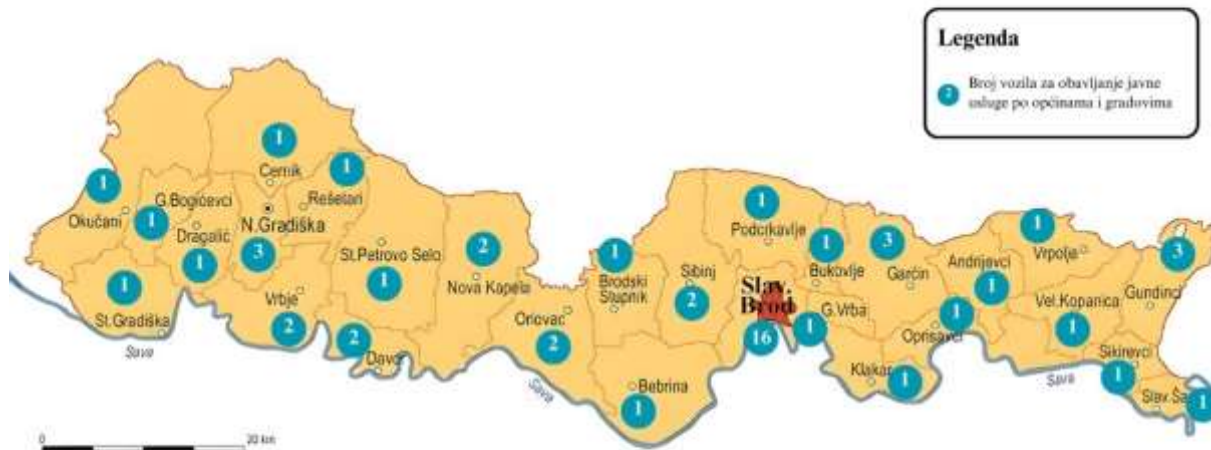 Legenda
2 Broj vozila za obavljanje javne
usluge po općinama i gradovima
1
Cernik
1
Rešetari
1
Okučani
G.Bogićevci
1
Dragalić
1
N.Gradiška
3
1
St.Gradiška
Sava
Vrbje
2
St.Petrovo Selo
1
2
Davor
2
Nova Kapela
Oriovac
2
Sava
1
Brodski
Stupnik
Sibinj
2
Bebrina
1
1
Podcrkavlje
Slav.
Brod
16
1
Bukovlje
G.Vrba
1
3
Garčin
Klakar
1
Oprisavci
1
Andrijevci
1
1
Vrpolje
Vel.Kopanica
1
3
Gundinci
Sikirevci
1
Sava
Slav.Ša
1
0
20 km